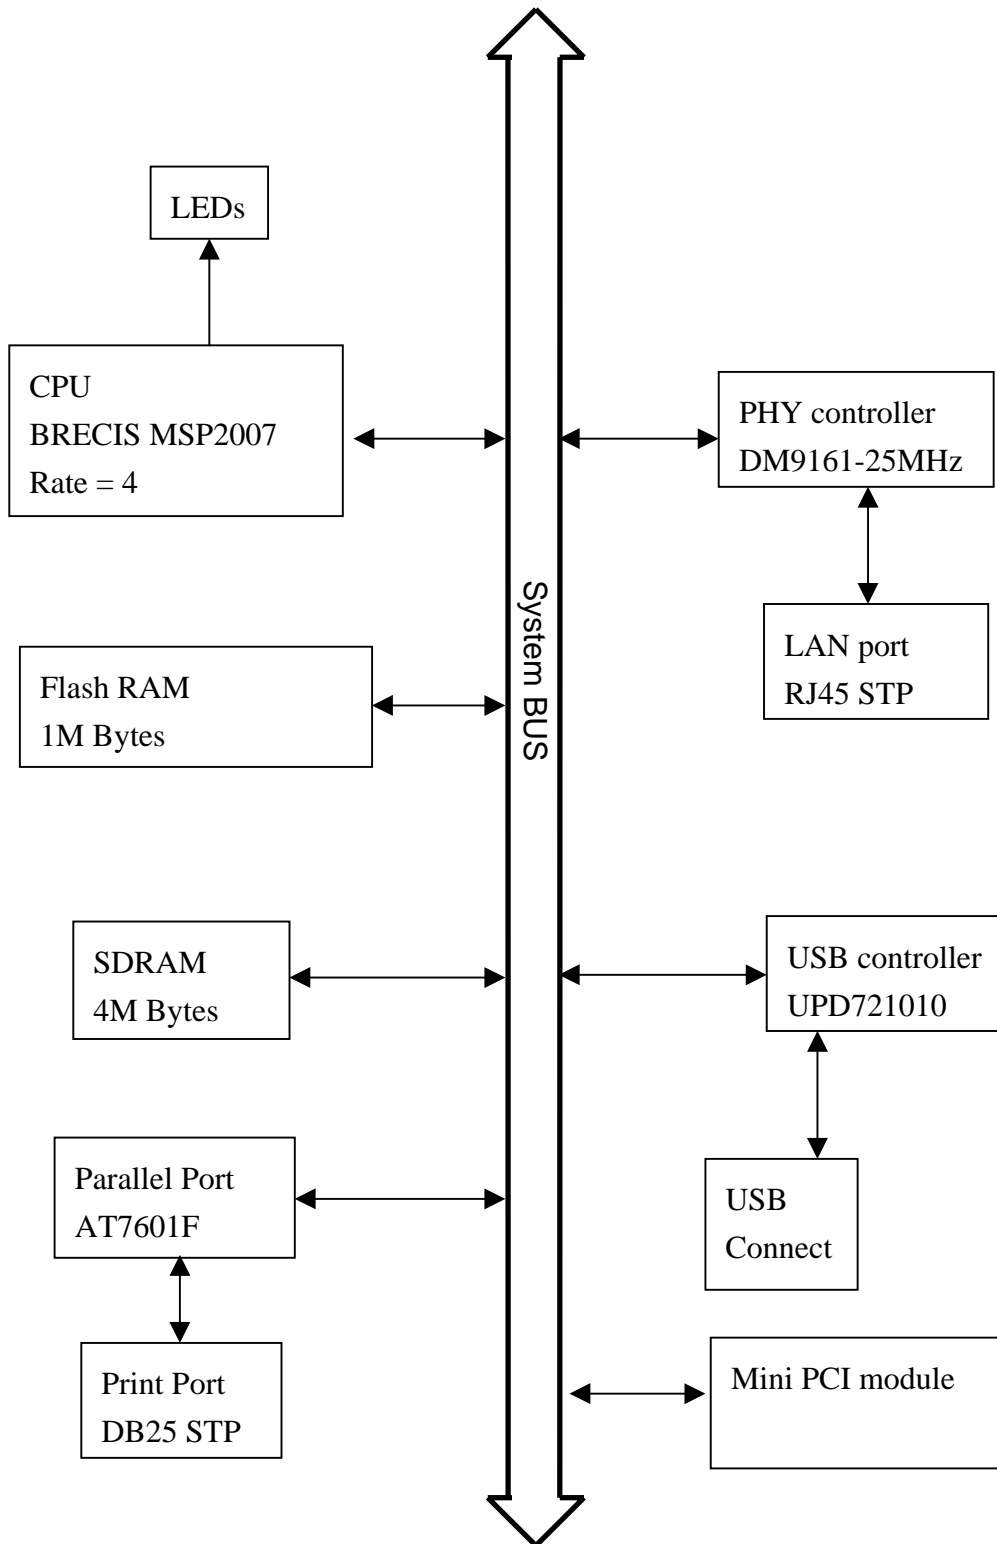 LEDs
CPU
BRECIS MSP2007
Rate = 4
PHY controller
DM9161-25MHz
System BUS
LAN port
RJ45 STP
Flash RAM
1M Bytes
SDRAM
4M Bytes
USB controller
UPD721010
Parallel Port
AT7601F
USB
Connect
Print Port
DB25 STP
Mini PCI module